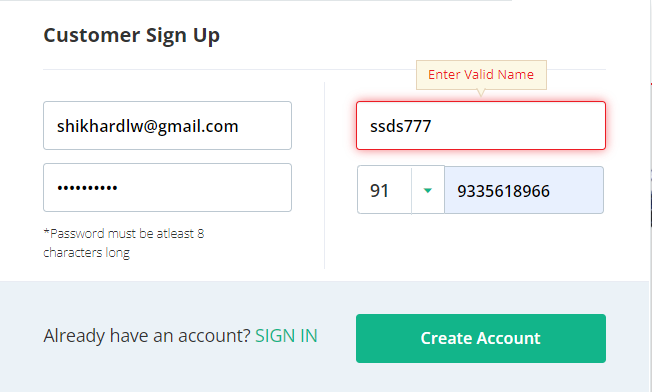 Customer Sign Up
Enter Valid Name
shikhardlw@gmail.com
ssds777
••••••••••
91
9335618966
*Password must be atleast 8
characters long
Already have an account? SIGN IN
Create Account